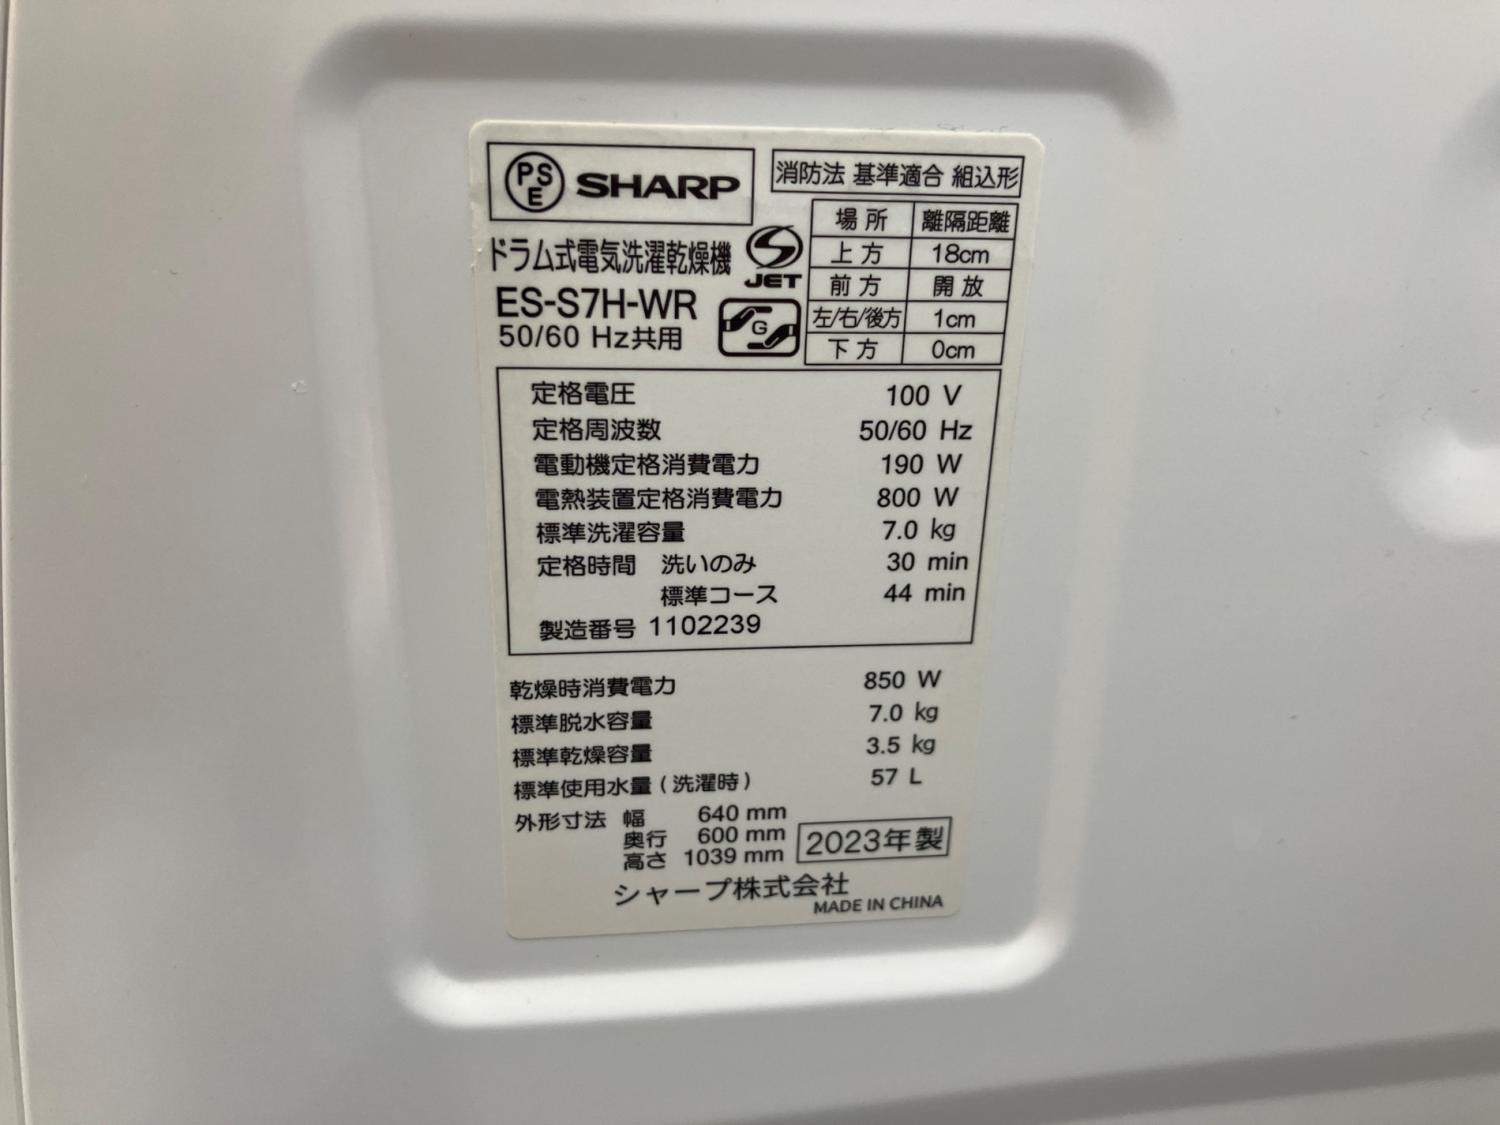 PSE SHARP
消防法 基準適合 組込形
ドラム式電気洗濯乾燥機
JET
ES-S7H-WR
50/60 Hz共用
G
場所 離隔距離
上方 18cm
前方 開放
左/右/後方 1cm
下方 0cm
定格電圧 100 V
定格周波数 50/60 Hz
電動機定格消費電力 190 W
電熱装置定格消費電力 800 W
標準洗濯容量 7.0 kg
定格時間 洗いのみ 30 min
標準コース 44 min
製造番号 1102239
乾燥時消費電力 850 W
標準脱水容量 7.0 kg
標準乾燥容量 3.5 kg
標準使用水量(洗濯時) 57 L
外形寸法 幅 640 mm
奥行 600 mm
高さ 1039 mm
2023年製
シャープ株式会社
MADE IN CHINA